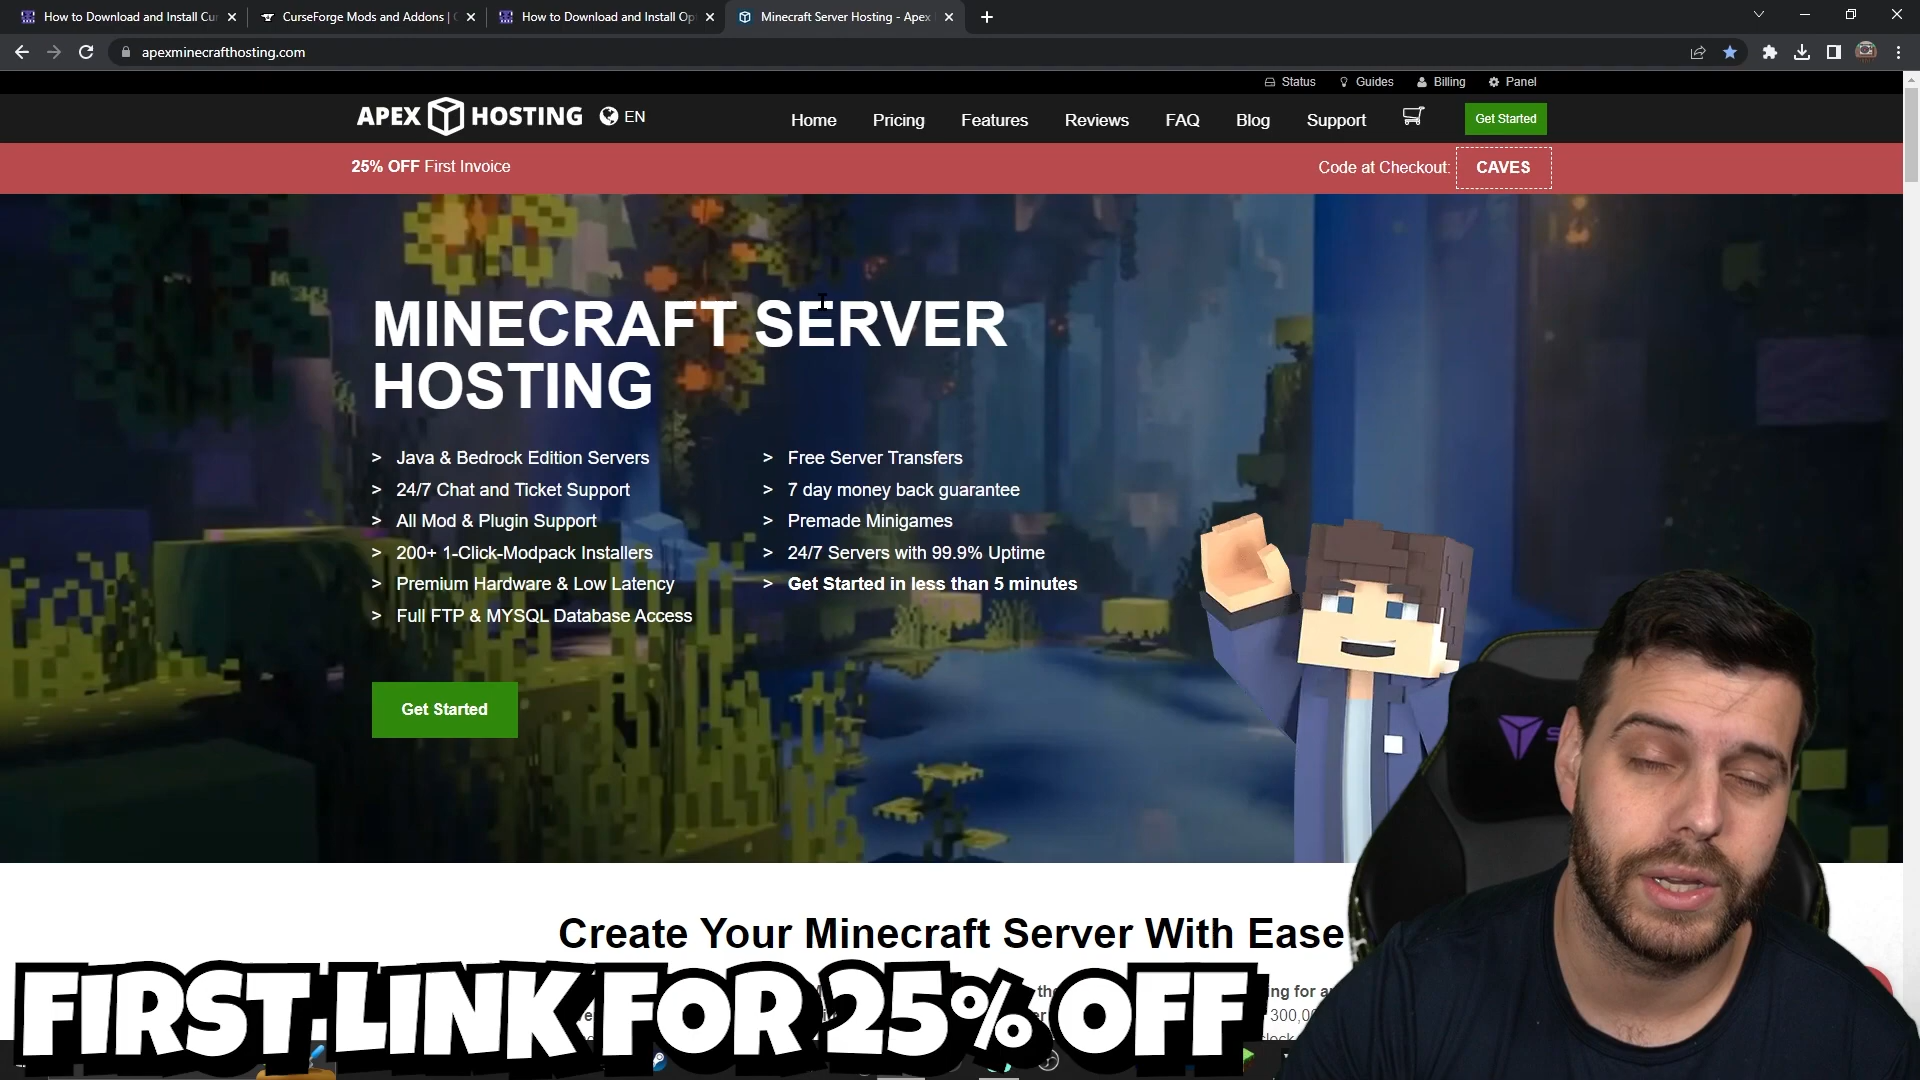 How to Download and Install Cur
CurseForge Mods and Addons |
How to Download and Install Op
Minecraft Server Hosting - Apex
apexminecrafthosting.com
Status Guides Billing Panel
APEX HOSTING EN
Home Pricing Features Reviews FAQ Blog Support Get Started
25% OFF First Invoice
Code at Checkout: CAVES
MINECRAFT SERVER
HOSTING
> Java & Bedrock Edition Servers
> 24/7 Chat and Ticket Support
> All Mod & Plugin Support
> 200+ 1-Click-Modpack Installers
> Premium Hardware & Low Latency
> Full FTP & MYSQL Database Access
> Free Server Transfers
> 7 day money back guarantee
> Premade Minigames
> 24/7 Servers with 99.9% Uptime
> Get Started in less than 5 minutes
Get Started
Create Your Minecraft Server With Ease
FIRST LINK FOR 25% OFF